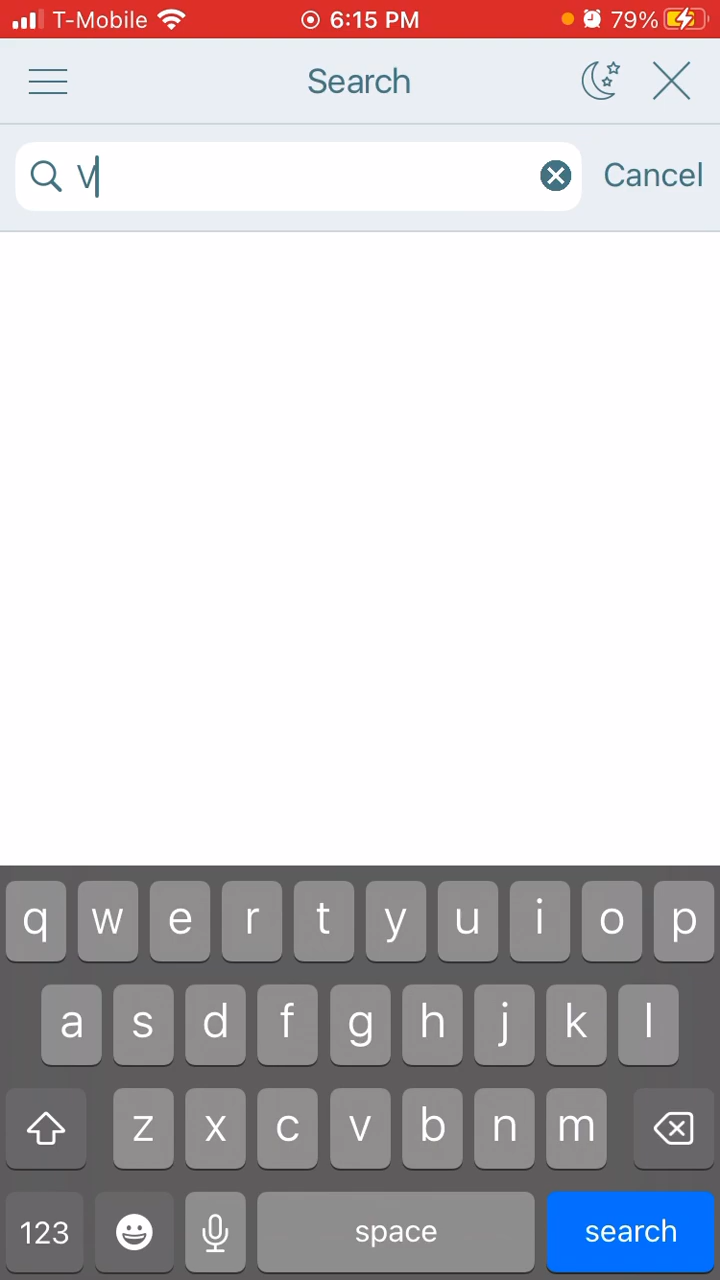 T-Mobile 6:15 PM 79%
Search
V Cancel
q w e r t y u i o p
a s d f g h j k l
z x c v b n m
123 space search